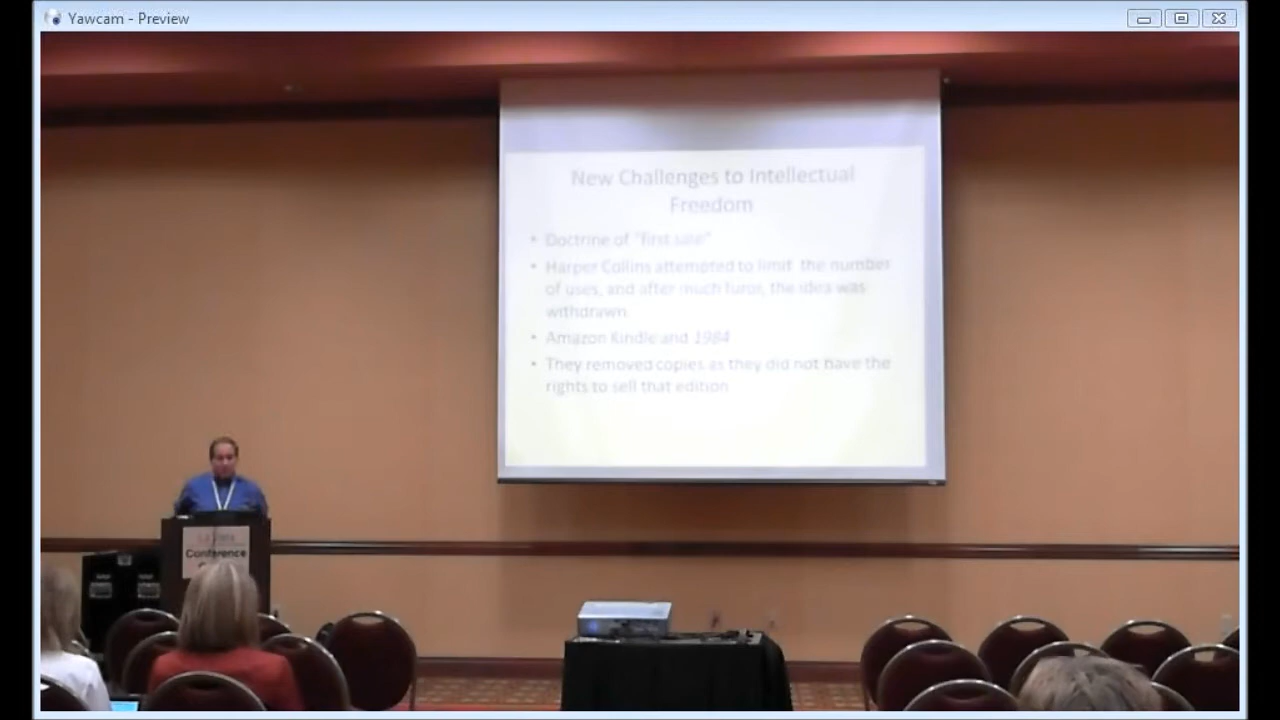 Yawcam - Preview
New Challenges to Intellectual
Freedom
• Doctrine of "first sale"
• Harper Collins attempted to limit the number
of uses, and after much furor, the idea was
withdrawn
• Amazon Kindle and 1984
• They removed copies as they did not have the
rights to sell that edition
Conference